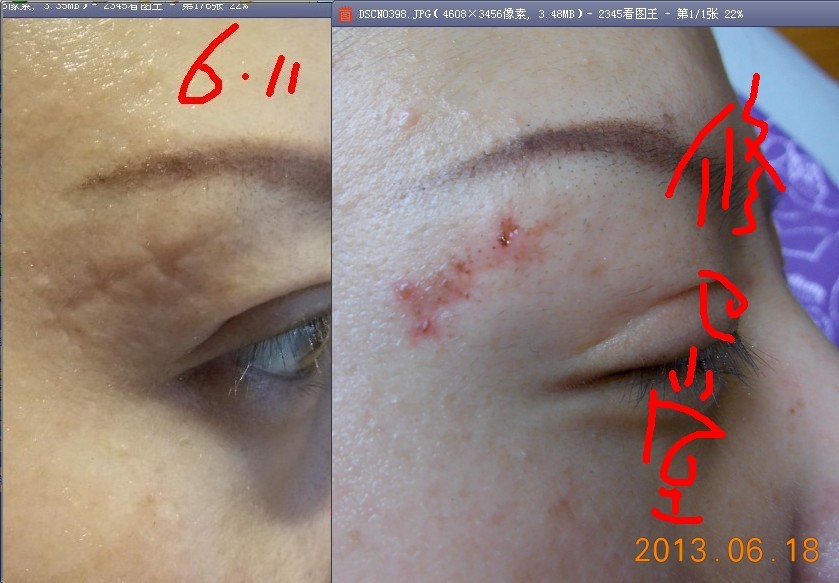 像素, 3.35MB)- 2345看图王 - 第1/6张 22%
DSCN0398.JPG(4608×3456像素, 3.48MB)- 2345看图王 - 第1/1张 22%
6.11
修巴堂
2013.06.18